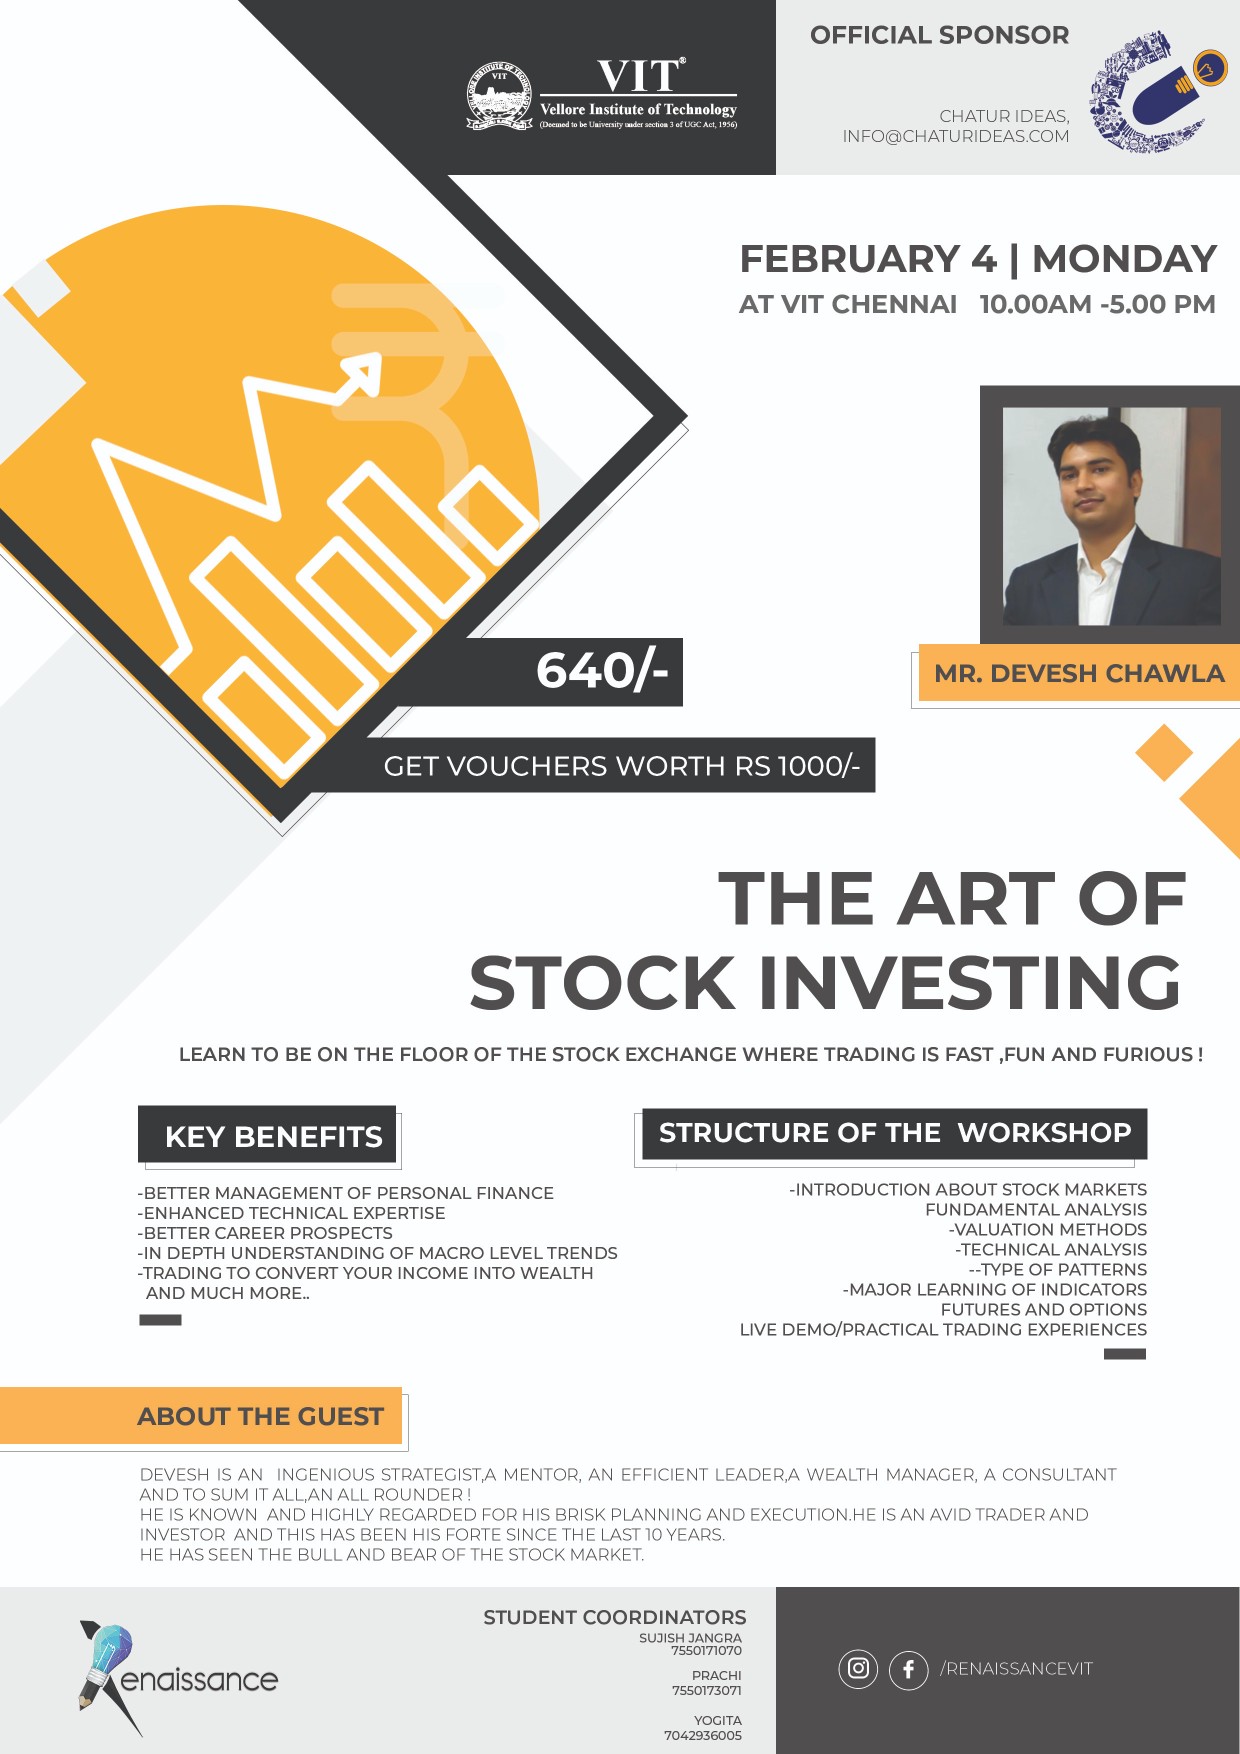 VIT®
VIT
Vellore Institute of Technology
(Deemed to be University under section 3 of UGC Act, 1956)
OFFICIAL SPONSOR
CHATUR IDEAS,
INFO@CHATURIDEAS.COM
FEBRUARY 4 | MONDAY
AT VIT CHENNAI 10.00AM -5.00 PM
MR. DEVESH CHAWLA
640/-
GET VOUCHERS WORTH RS 1000/-
THE ART OF
STOCK INVESTING
LEARN TO BE ON THE FLOOR OF THE STOCK EXCHANGE WHERE TRADING IS FAST ,FUN AND FURIOUS !
KEY BENEFITS
-BETTER MANAGEMENT OF PERSONAL FINANCE
-ENHANCED TECHNICAL EXPERTISE
-BETTER CAREER PROSPECTS
-IN DEPTH UNDERSTANDING OF MACRO LEVEL TRENDS
-TRADING TO CONVERT YOUR INCOME INTO WEALTH
AND MUCH MORE..
STRUCTURE OF THE WORKSHOP
-INTRODUCTION ABOUT STOCK MARKETS
FUNDAMENTAL ANALYSIS
-VALUATION METHODS
-TECHNICAL ANALYSIS
--TYPE OF PATTERNS
-MAJOR LEARNING OF INDICATORS
FUTURES AND OPTIONS
LIVE DEMO/PRACTICAL TRADING EXPERIENCES
ABOUT THE GUEST
DEVESH IS AN INGENIOUS STRATEGIST,A MENTOR, AN EFFICIENT LEADER,A WEALTH MANAGER, A CONSULTANT
AND TO SUM IT ALL,AN ALL ROUNDER !
HE IS KNOWN AND HIGHLY REGARDED FOR HIS BRISK PLANNING AND EXECUTION.HE IS AN AVID TRADER AND
INVESTOR AND THIS HAS BEEN HIS FORTE SINCE THE LAST 10 YEARS.
HE HAS SEEN THE BULL AND BEAR OF THE STOCK MARKET.
Renaissance
STUDENT COORDINATORS
SUJISH JANGRA
7550171070
PRACHI
7550173071
YOGITA
7042936005
/RENAISSANCEVIT